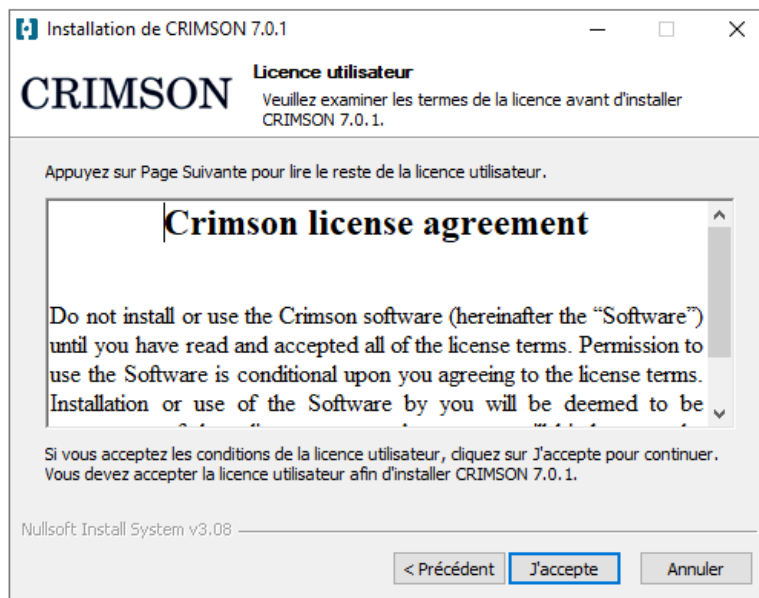 Installation de CRIMSON 7.0.1
CRIMSON
Licence utilisateur
Veuillez examiner les termes de la licence avant d'installer
CRIMSON 7.0.1.
Appuyez sur Page Suivante pour lire le reste de la licence utilisateur.
Crimson license agreement
Do not install or use the Crimson software (hereinafter the “Software”)
until you have read and accepted all of the license terms. Permission to
use the Software is conditional upon you agreeing to the license terms.
Installation or use of the Software by you will be deemed to be
Si vous acceptez les conditions de la licence utilisateur, cliquez sur J'accepte pour continuer.
Vous devez accepter la licence utilisateur afin d'installer CRIMSON 7.0.1.
Nullsoft Install System v3.08
< Précédent
J'accepte
Annuler